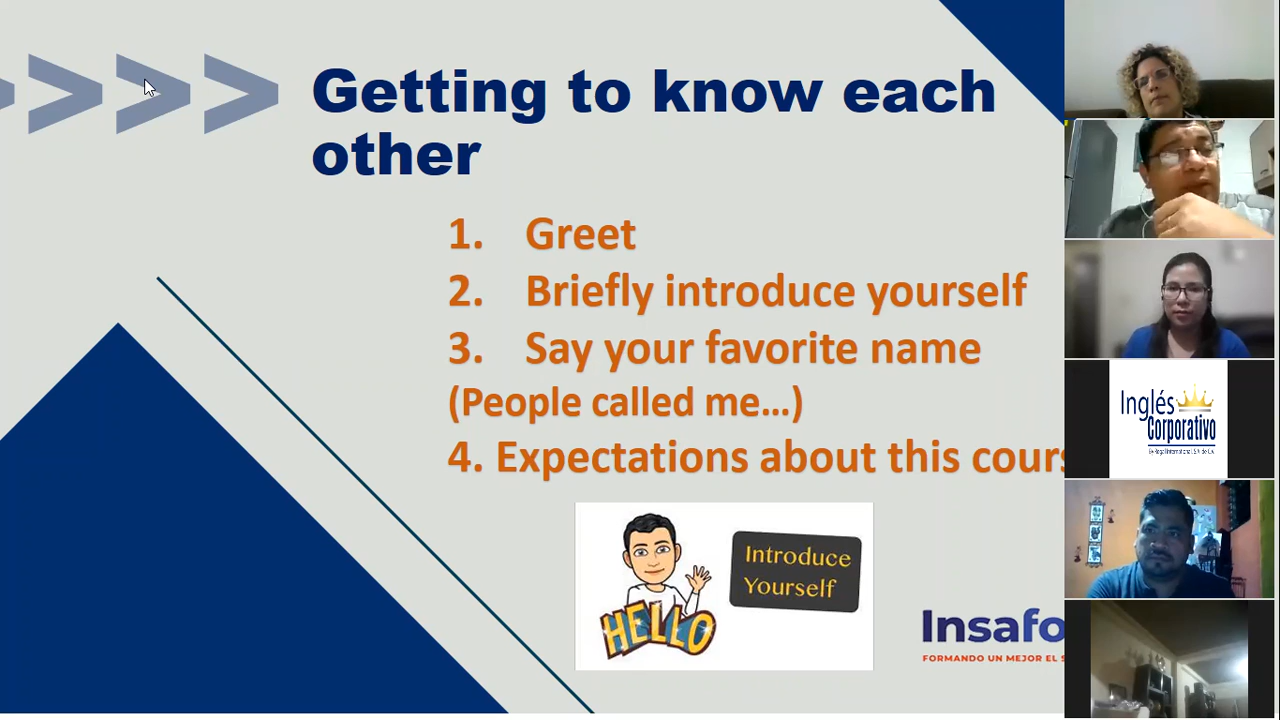 Getting to know each
other
1. Greet
2. Briefly introduce yourself
3. Say your favorite name
(People called me...)
4. Expectations about this cours
Introduce
Yourself
HELLO
Insafo
FORMANDO UN MEJOR EL S
Inglés
Corporativo